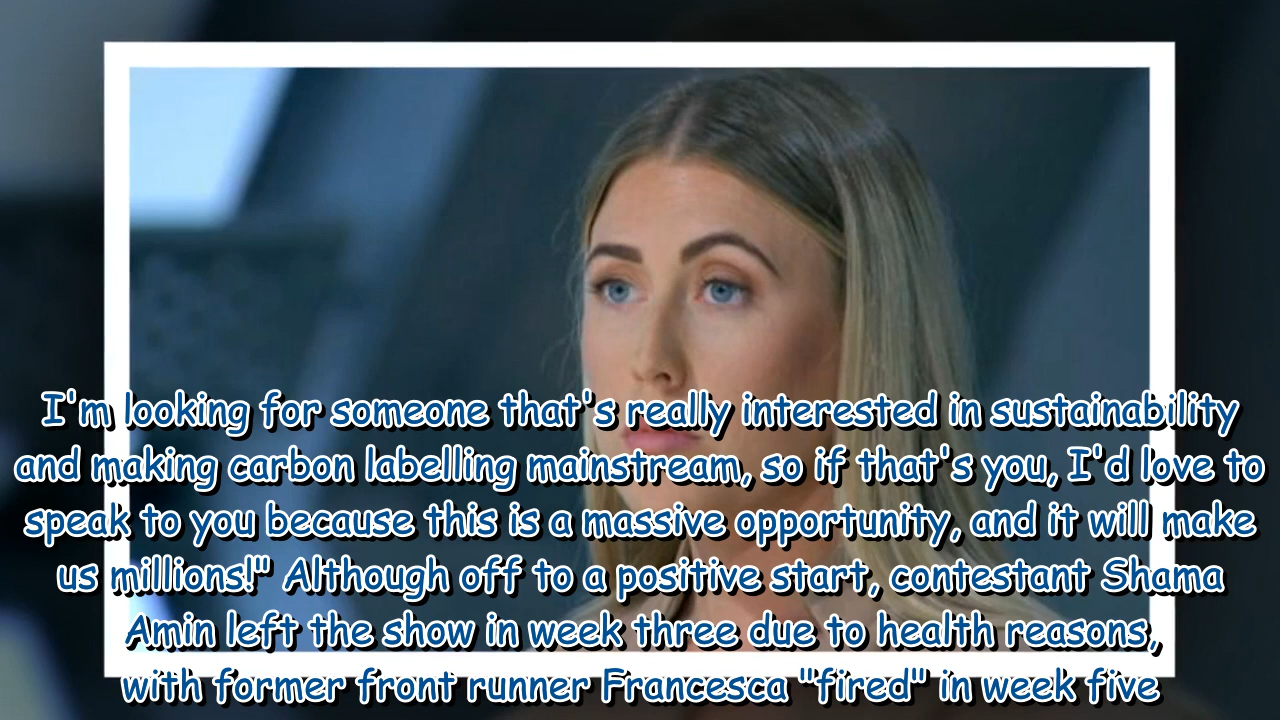 I'm looking for someone that's really interested in sustainability
and making carbon labelling mainstream, so if that's you, I'd love to
speak to you because this is a massive opportunity, and it will make
us millions!" Although off to a positive start, contestant Shama
Amin left the show in week three due to health reasons,
with former front runner Francesca "fired" in week five